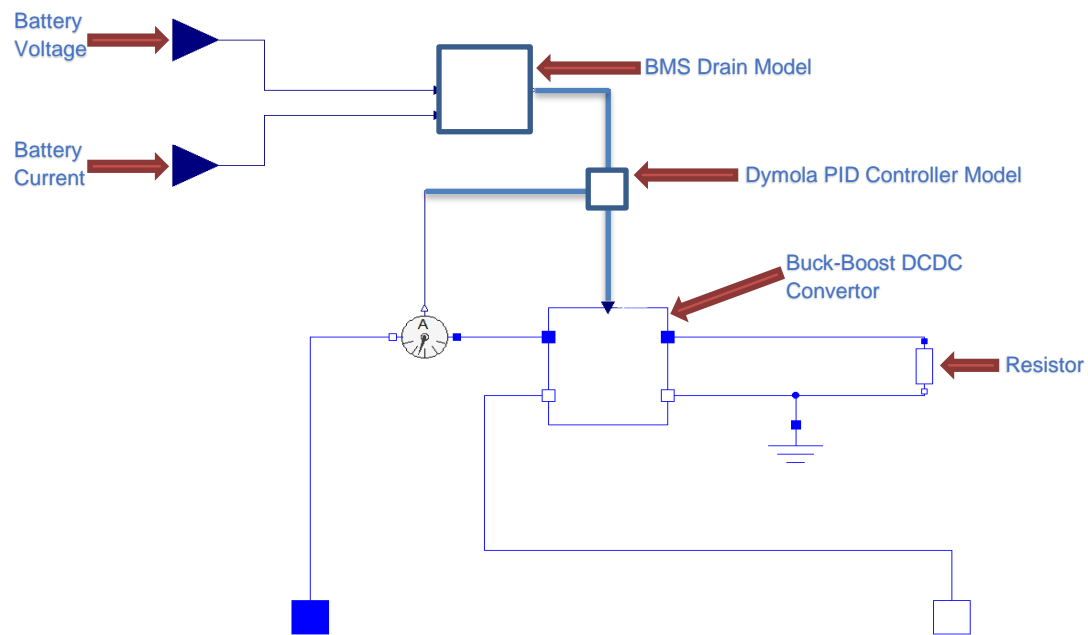 Battery
Voltage
BMS Drain Model
Battery
Current
Dymola PID Controller Model
Buck-Boost DCDC
Convertor
A
Resistor